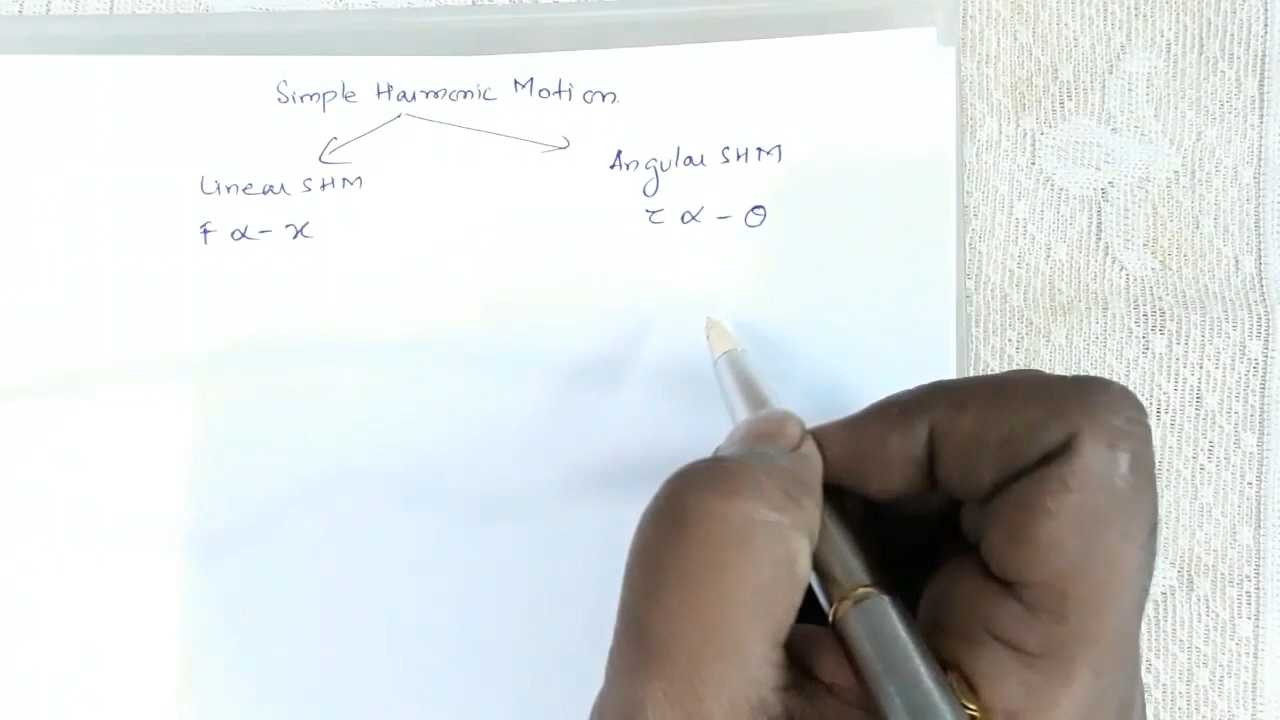 Simple Harmonic Motion
Linear SHM
F α - x
Angular SHM
τ α - θ